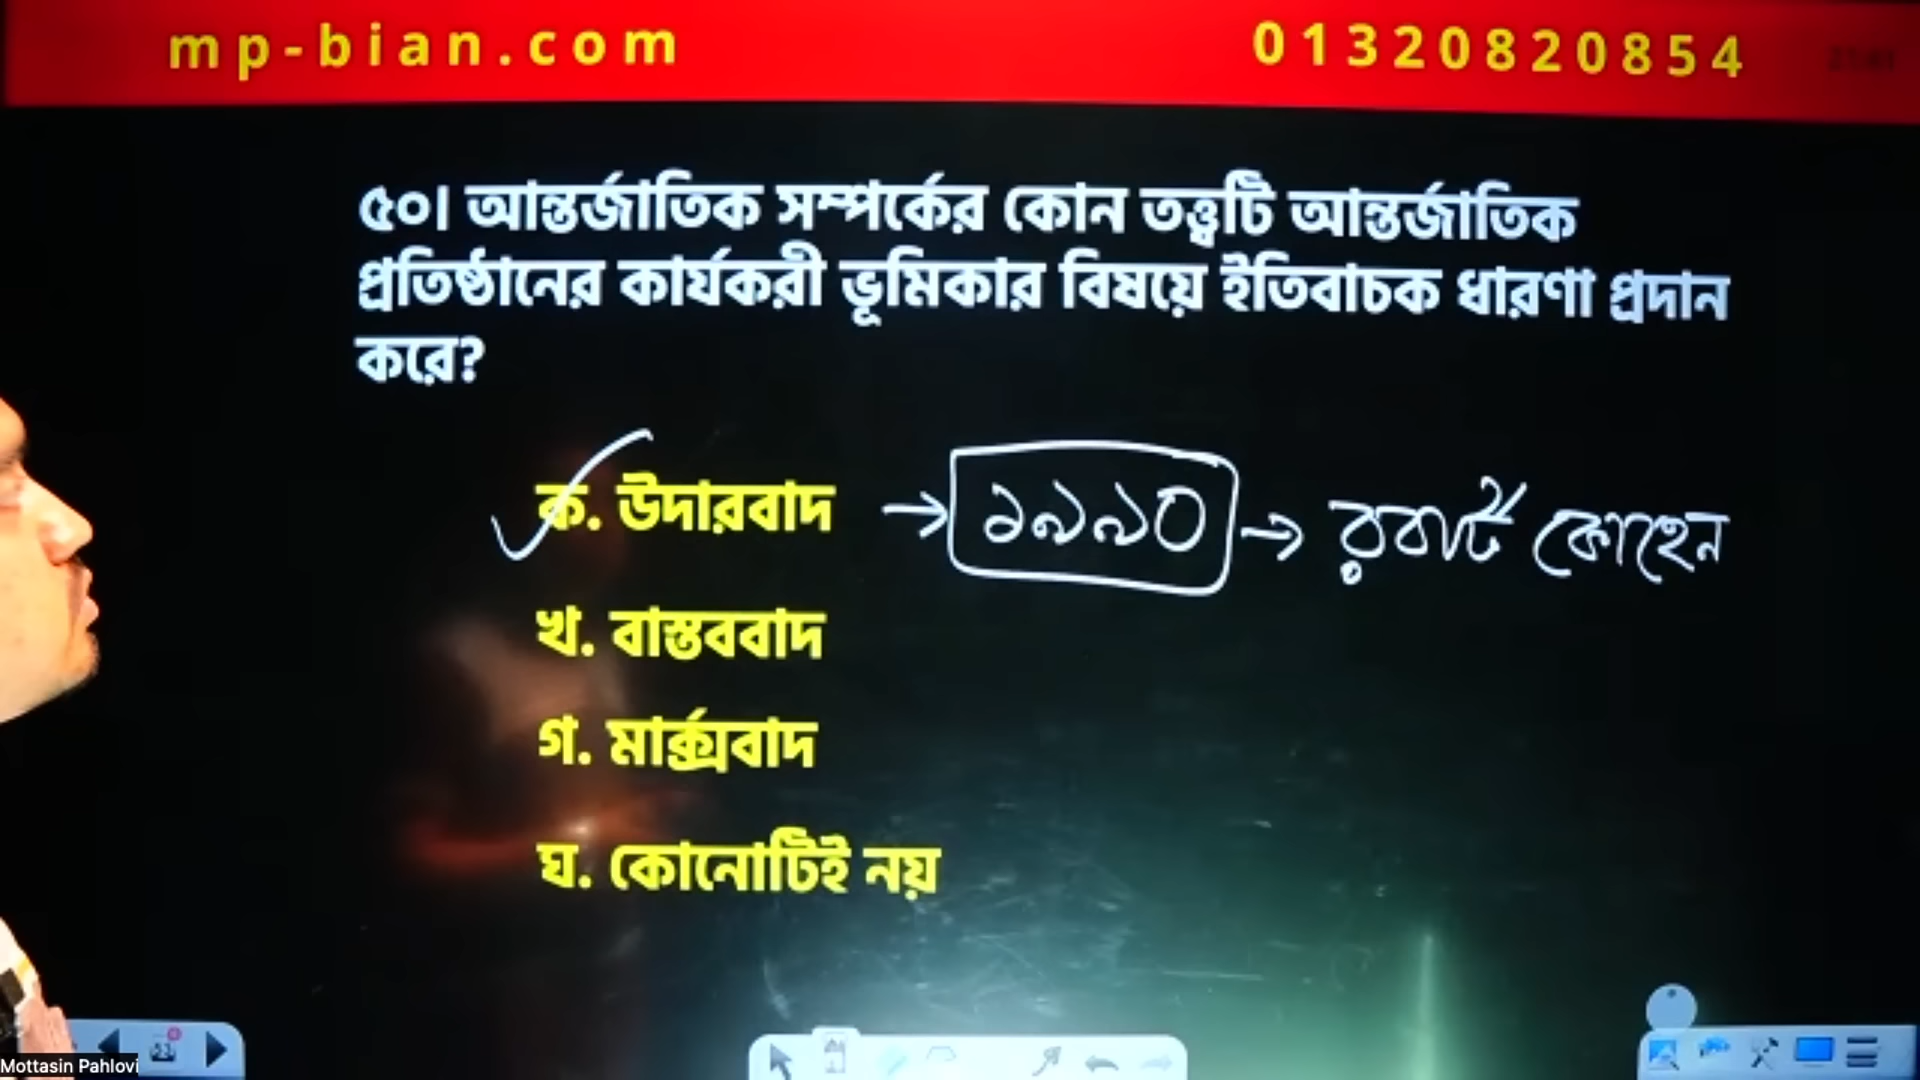 mp-bian.com 01320820854
৫০। আন্তর্জাতিক সম্পর্কের কোন তত্ত্বটি আন্তর্জাতিক
প্রতিষ্ঠানের কার্যকরী ভূমিকার বিষয়ে ইতিবাচক ধারণা প্রদান
করে?
ক. উদারবাদ → ১৯৯০ → রবার্ট কোহেন
খ. বাস্তববাদ
গ. মার্ক্সবাদ
ঘ. কোনোটিই নয়
Mottasin Pahlovi